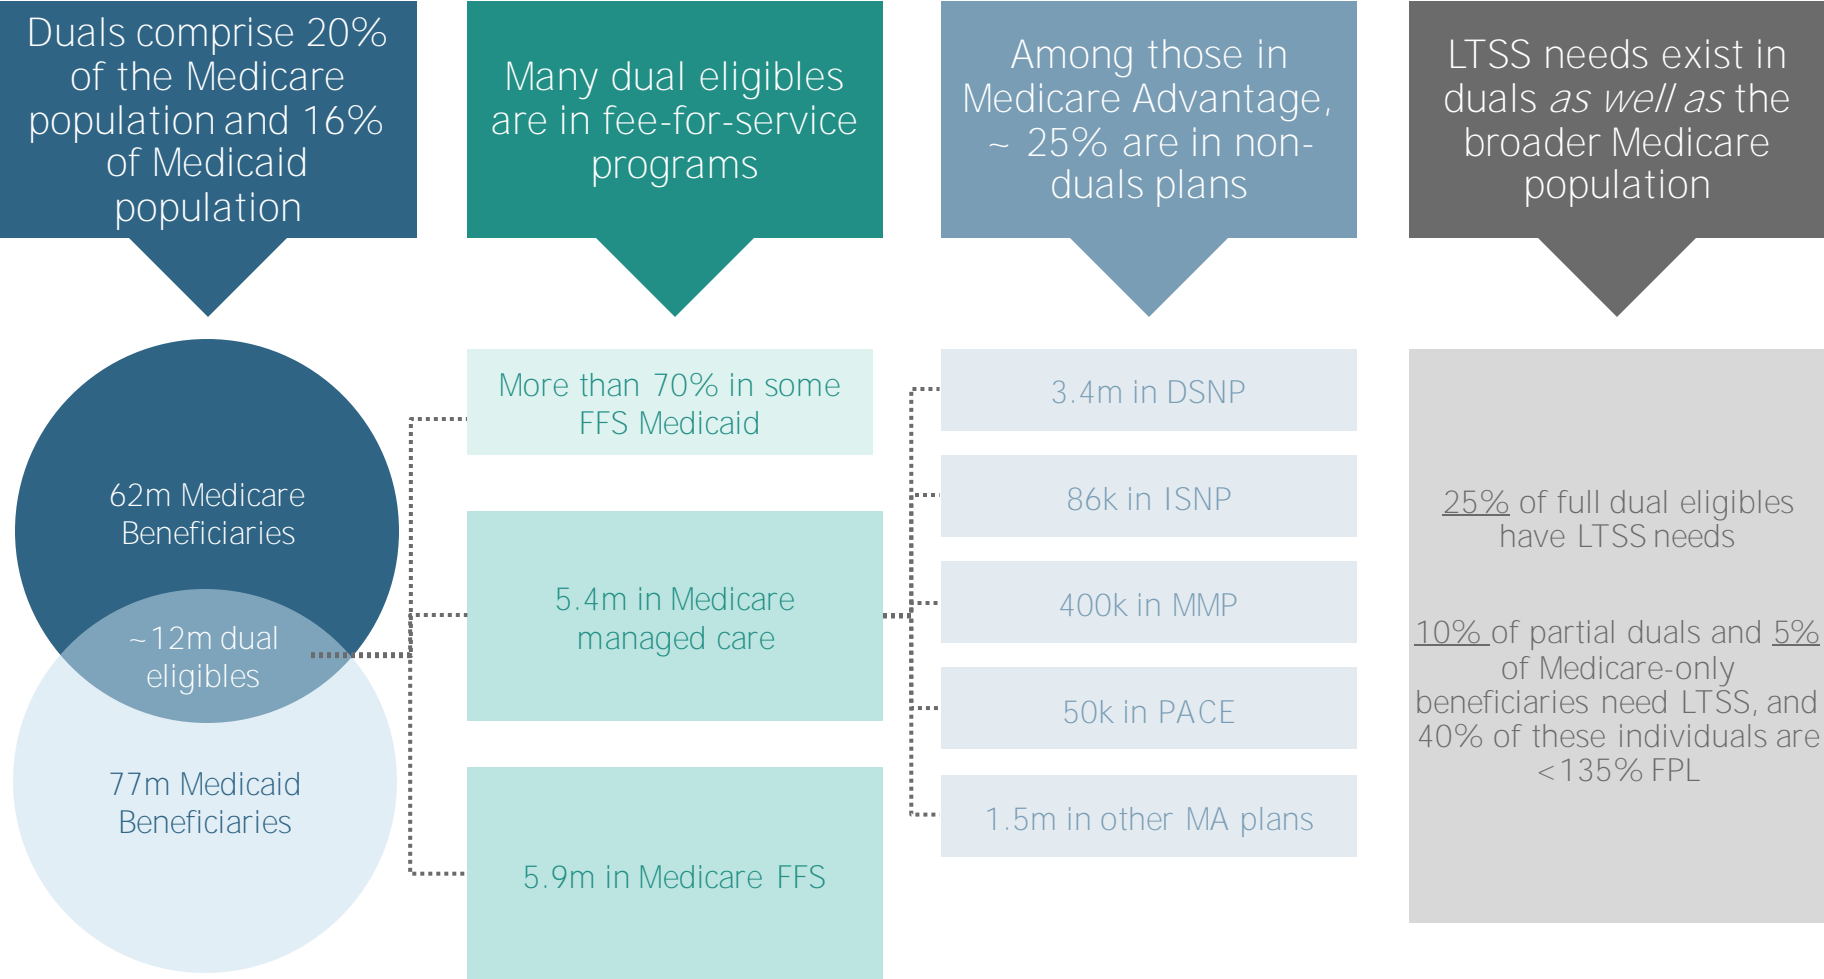 Duals comprise 20%
of the Medicare
population and 16%
of Medicaid
population
Many dual eligibles
are in fee-for-service
programs
Among those in
Medicare Advantage,
~ 25% are in non-
duals plans
LTSS needs exist in
duals as well as the
broader Medicare
population
62m Medicare
Beneficiaries
~12m dual
eligibles
77m Medicaid
Beneficiaries
More than 70% in some
FFS Medicaid
5.4m in Medicare
managed care
5.9m in Medicare FFS
3.4m in DSNP
86k in ISNP
400k in MMP
50k in PACE
1.5m in other MA plans
25% of full dual eligibles
have LTSS needs
10% of partial duals and 5%
of Medicare-only
beneficiaries need LTSS, and
40% of these individuals are
<135% FPL